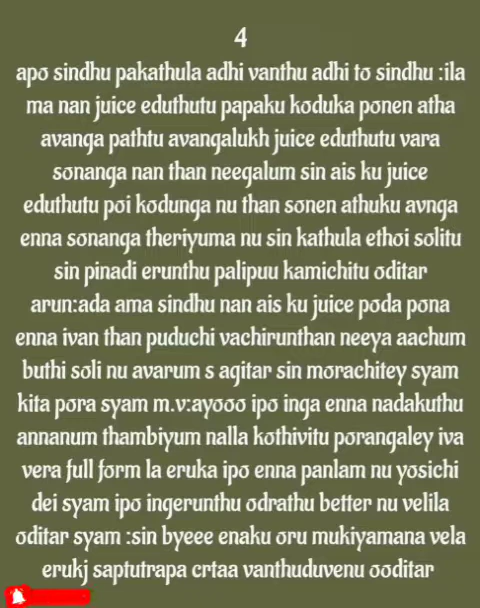 4
apo sindhu pakathula adhi vanthu adhi to sindhu :ila
ma nan juice eduthutu papaku koduka ponen atha
avanga pathtu avangalukh juice eduthutu vara
sonanga nan than neegalum sin ais ku juice
eduthutu poi kodunga nu than sonen athuku avnga
enna sonanga theriyuma nu sin kathula ethoi solitu
sin pinadi erunthu palipuu kamichitu oditar
arun:ada ama sindhu nan ais ku juice poda pona
enna ivan than puduchi vachirunthan neeya aachum
buthi soli nu avarum s agitar sin morachitey syam
kita pora syam m.v:ayooo ipo inga enna nadakuthu
annanum thambiyum nalla kothivitu porangaley iva
vera full form la eruka ipo enna panlam nu yosichi
dei syam ipo ingerunthu odrathu better nu velila
oditar syam :sin byeee enaku oru mukiyamana vela
erukj saptutrapa crtaa vanthuduvenu ooditar